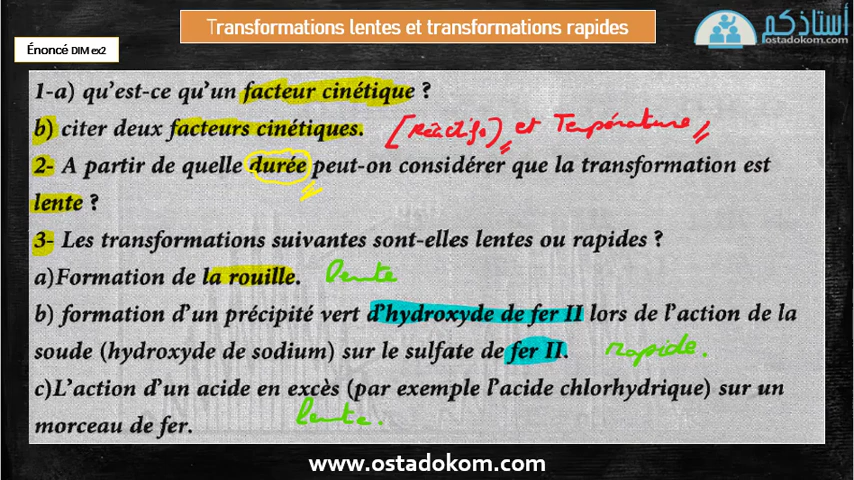 Transformations lentes et transformations rapides
أستاذكم
ostadokom.com
Énoncé DIM ex2
1-a) qu'est-ce qu'un facteur cinétique ?
b) citer deux facteurs cinétiques. [Réactifs] et Température
2- A partir de quelle durée peut-on considérer que la transformation est
lente ?
3- Les transformations suivantes sont-elles lentes ou rapides ?
a)Formation de la rouille. lente
b) formation d'un précipité vert d'hydroxyde de fer II lors de l'action de la
soude (hydroxyde de sodium) sur le sulfate de fer II. rapide.
c)L'action d'un acide en excès (par exemple l'acide chlorhydrique) sur un
morceau de fer. lente.
www.ostadokom.com